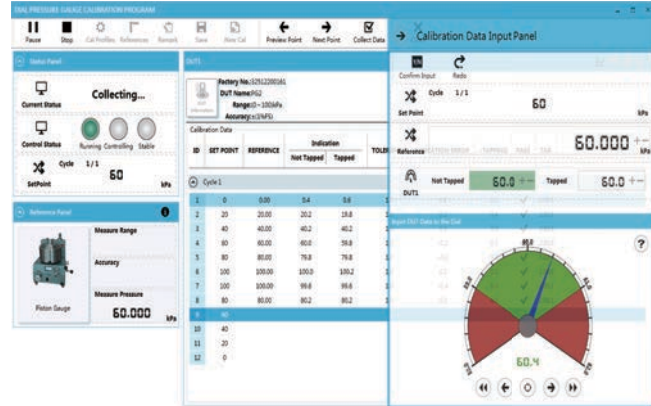 DIAL PRESSURE GAUGE CALIBRATION PROGRAM
Pause Stop Cal Profiles References Remark Save New Cal Preview Point Next Point Collect Data
Status Panel
Current Status
Collecting...
Control Status
Running Controlling Stable
SetPoint
Cycle 1/1
60
kPa
Reference Panel
Piston Gauge
Measure Range
Accuracy
Measure Pressure
60.000
kPa
DUT1
Factory No.:
DUT Name:PG2
Range:(0~100)kPa
Accuracy:±(1%FS)
Calibration Data
ID SET POINT REFERENCE Indication
Not Tapped Tapped
Cycle 1
1 0 0.00 0.4 0.6
2 20 20.00 20.2 19.8
3 40 40.00 40.2 40.2
4 60 60.00 60.0 59.8
5 80 80.00 79.8 79.8
6 100 100.00 100.0 100.2
7 100 100.00 99.6 99.6
8 80 80.00 80.2 80.2
9 60
10 40
11 20
12 0
Calibration Data Input Panel
Y/N
Confirm Input Redo
Set Point
Cycle 1/1
60
kPa
Reference
60.000
kPa
DUT1
Not Tapped 60.0 Tapped 60.0
Input DUT Data to the Dial
?
60.4